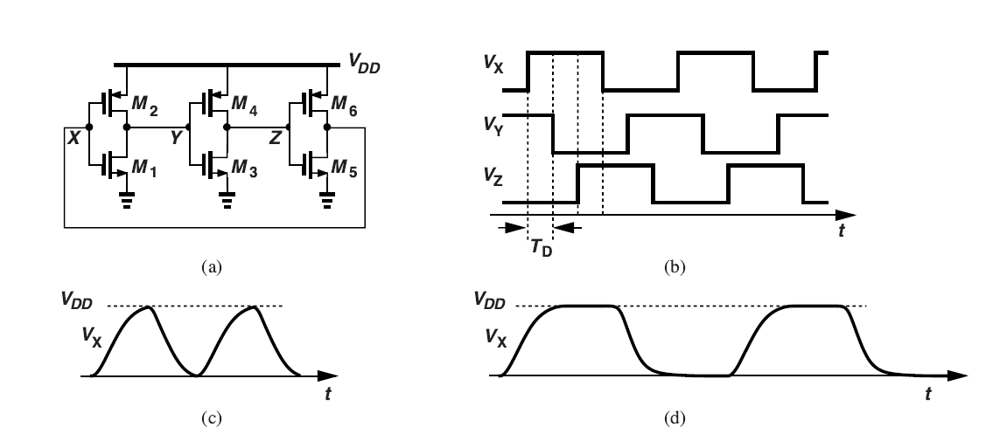 V_DD
M_2 M_4 M_6
X Y Z
M_1 M_3 M_5
(a)
V_X
V_Y
V_Z
t
T_D
(b)
V_DD
V_X
t
(c)
V_DD
V_X
t
(d)